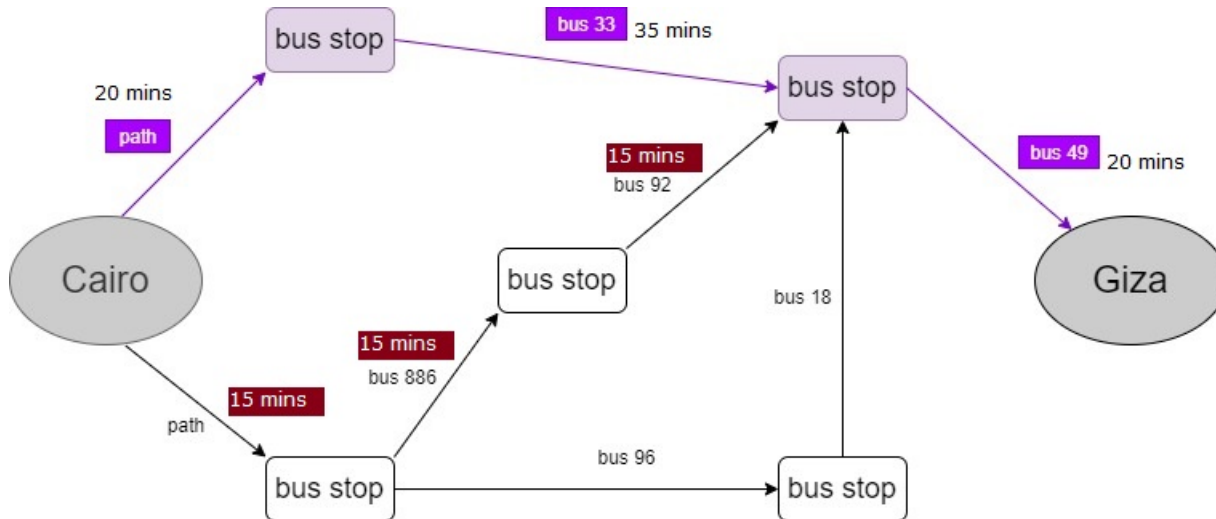 bus stop
bus 33
35 mins
20 mins
path
bus stop
bus 49
20 mins
15 mins
bus 92
Cairo
bus stop
bus 18
Giza
15 mins
bus 886
15 mins
path
bus 96
bus stop
bus stop